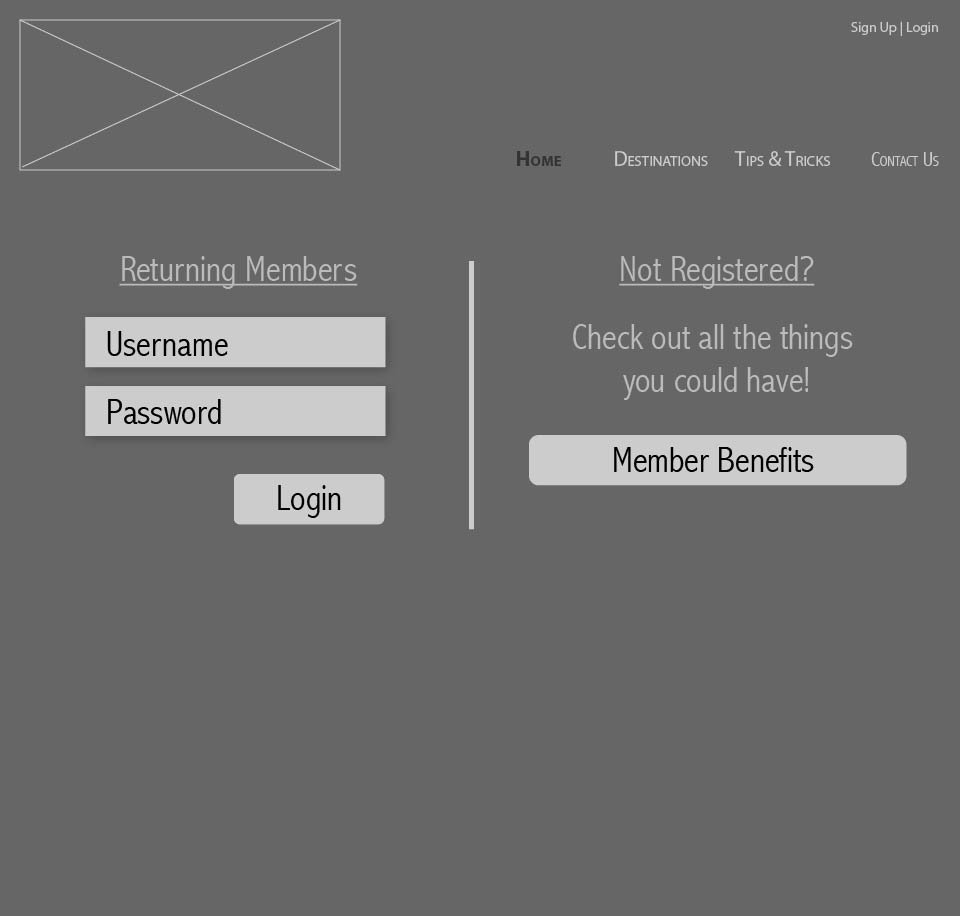 Sign Up | Login
Home Destinations Tips & Tricks Contact Us
Returning Members
Username
Password
Login
Not Registered?
Check out all the things
you could have!
Member Benefits